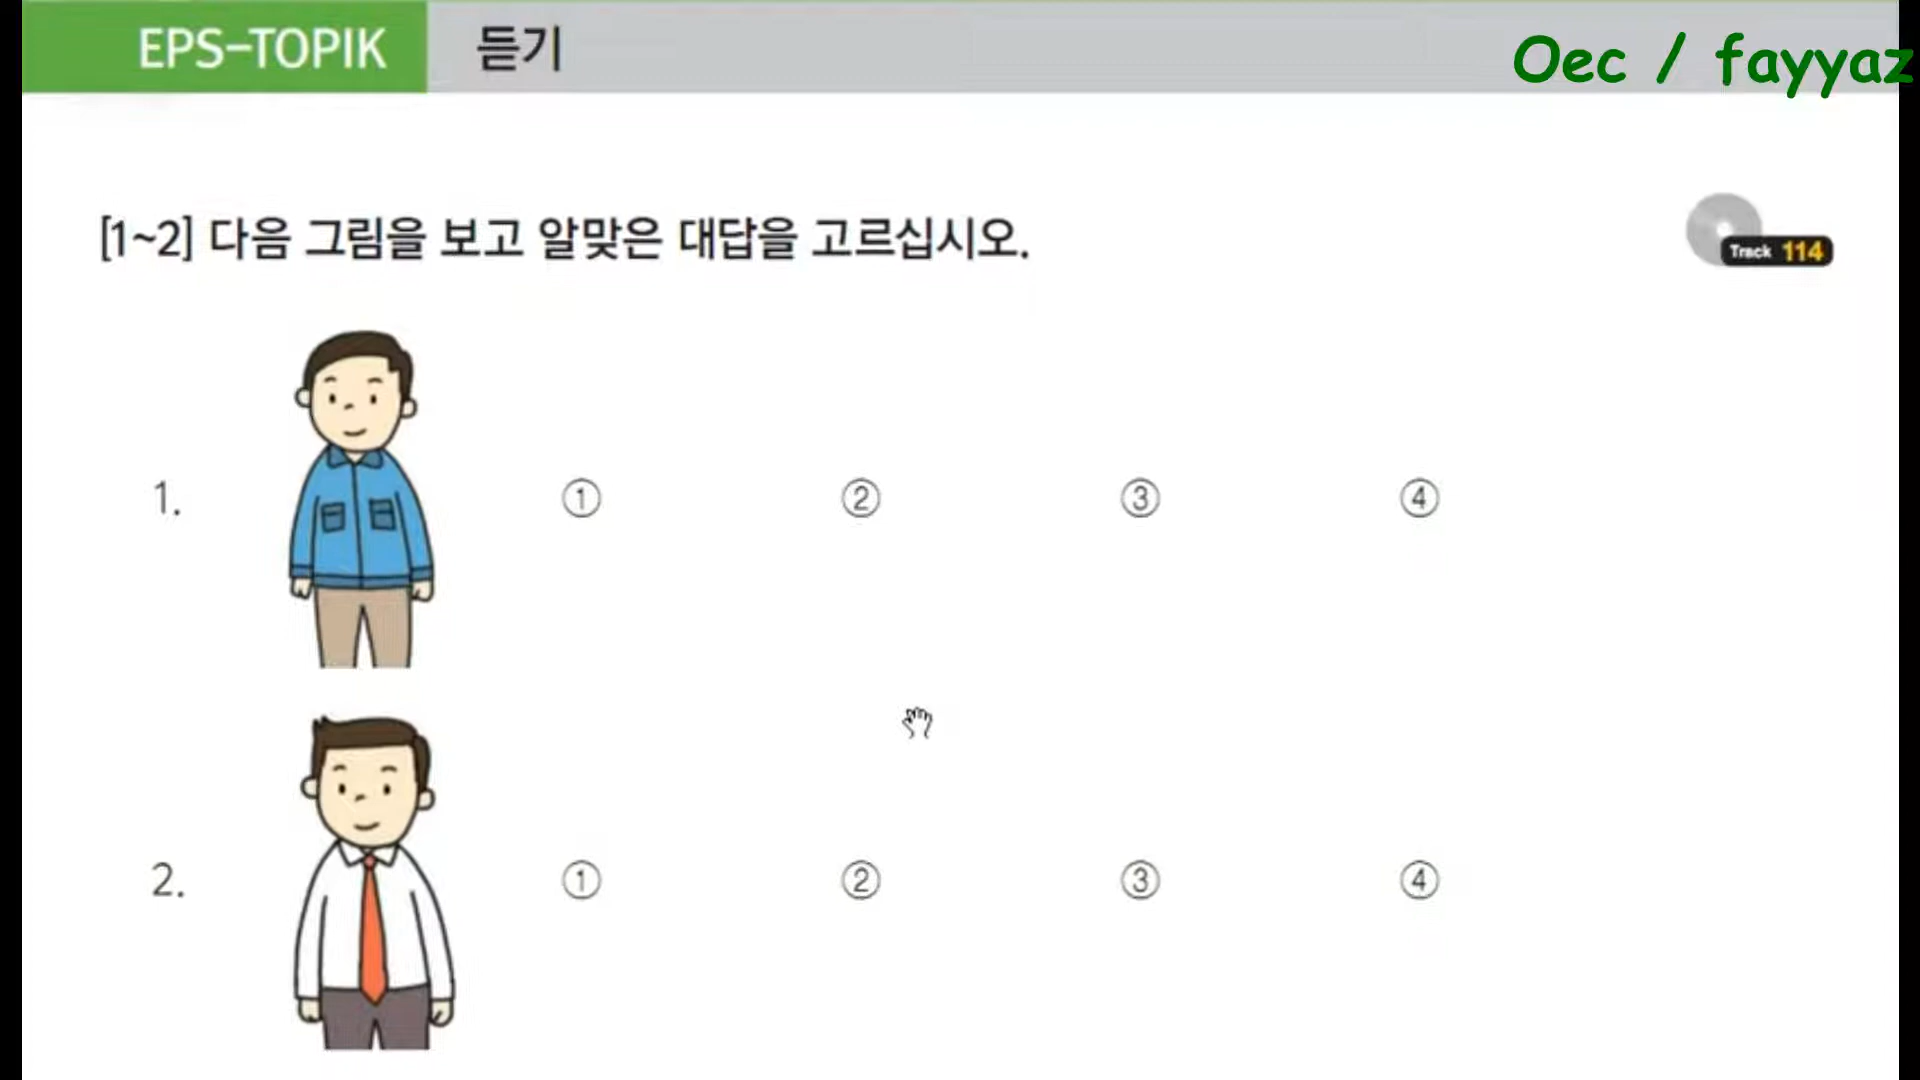 EPS-TOPIK 듣기 Oec / fayyaz
[1~2] 다음 그림을 보고 알맞은 대답을 고르십시오. Track 114
1. ① ② ③ ④
2. ① ② ③ ④